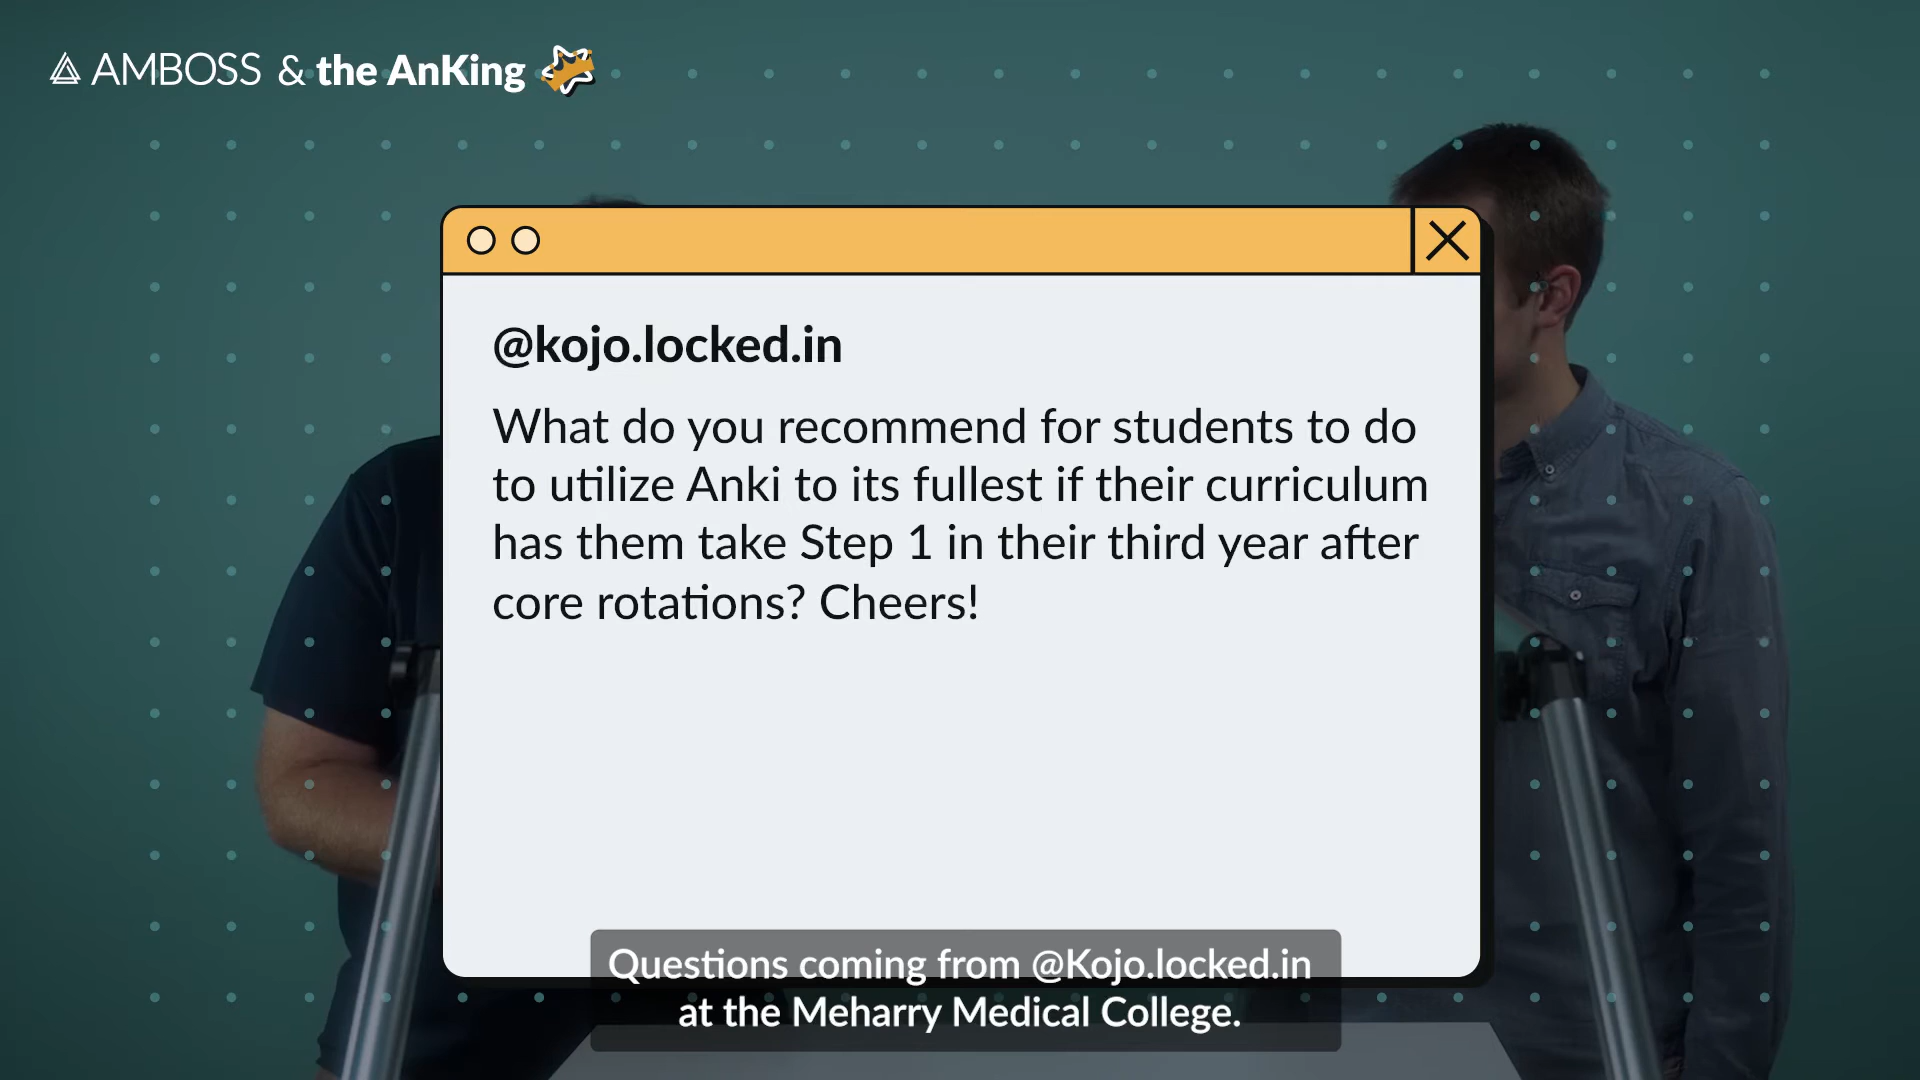 AMBOSS & the AnKing
@kojo.locked.in
What do you recommend for students to do
to utilize Anki to its fullest if their curriculum
has them take Step 1 in their third year after
core rotations? Cheers!
Questions coming from @Kojo.locked.in
at the Meharry Medical College.